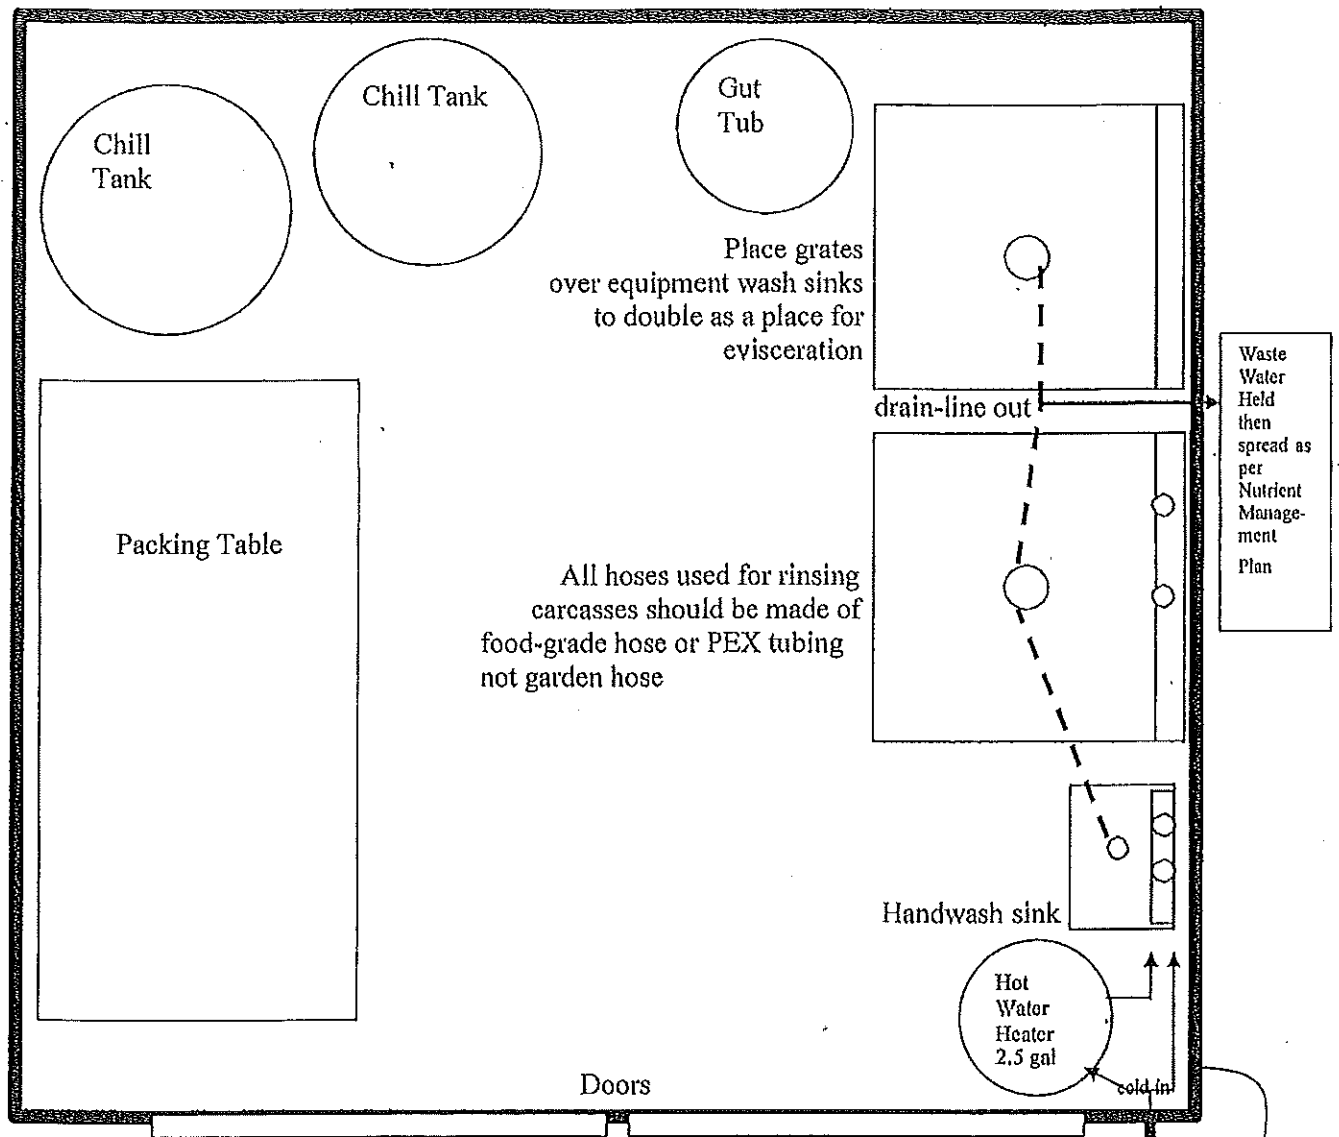 Chill Tank
Chill
Tank
Gut
Tub
Place grates
over equipment wash sinks
to double as a place for
evisceration
drain-line out
Waste
Water
Held
then
spread as
per
Nutrient
Manage-
ment
Plan
Packing Table
All hoses used for rinsing
carcasses should be made of
food-grade hose or PEX tubing
not garden hose
Handwash sink
Hot
Water
Heater
2.5 gal
cold in
Doors